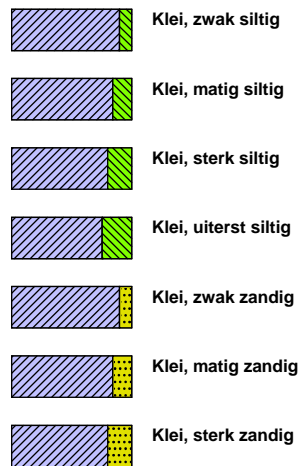 Klei, zwak siltig
Klei, matig siltig
Klei, sterk siltig
Klei, uiterst siltig
Klei, zwak zandig
Klei, matig zandig
Klei, sterk zandig